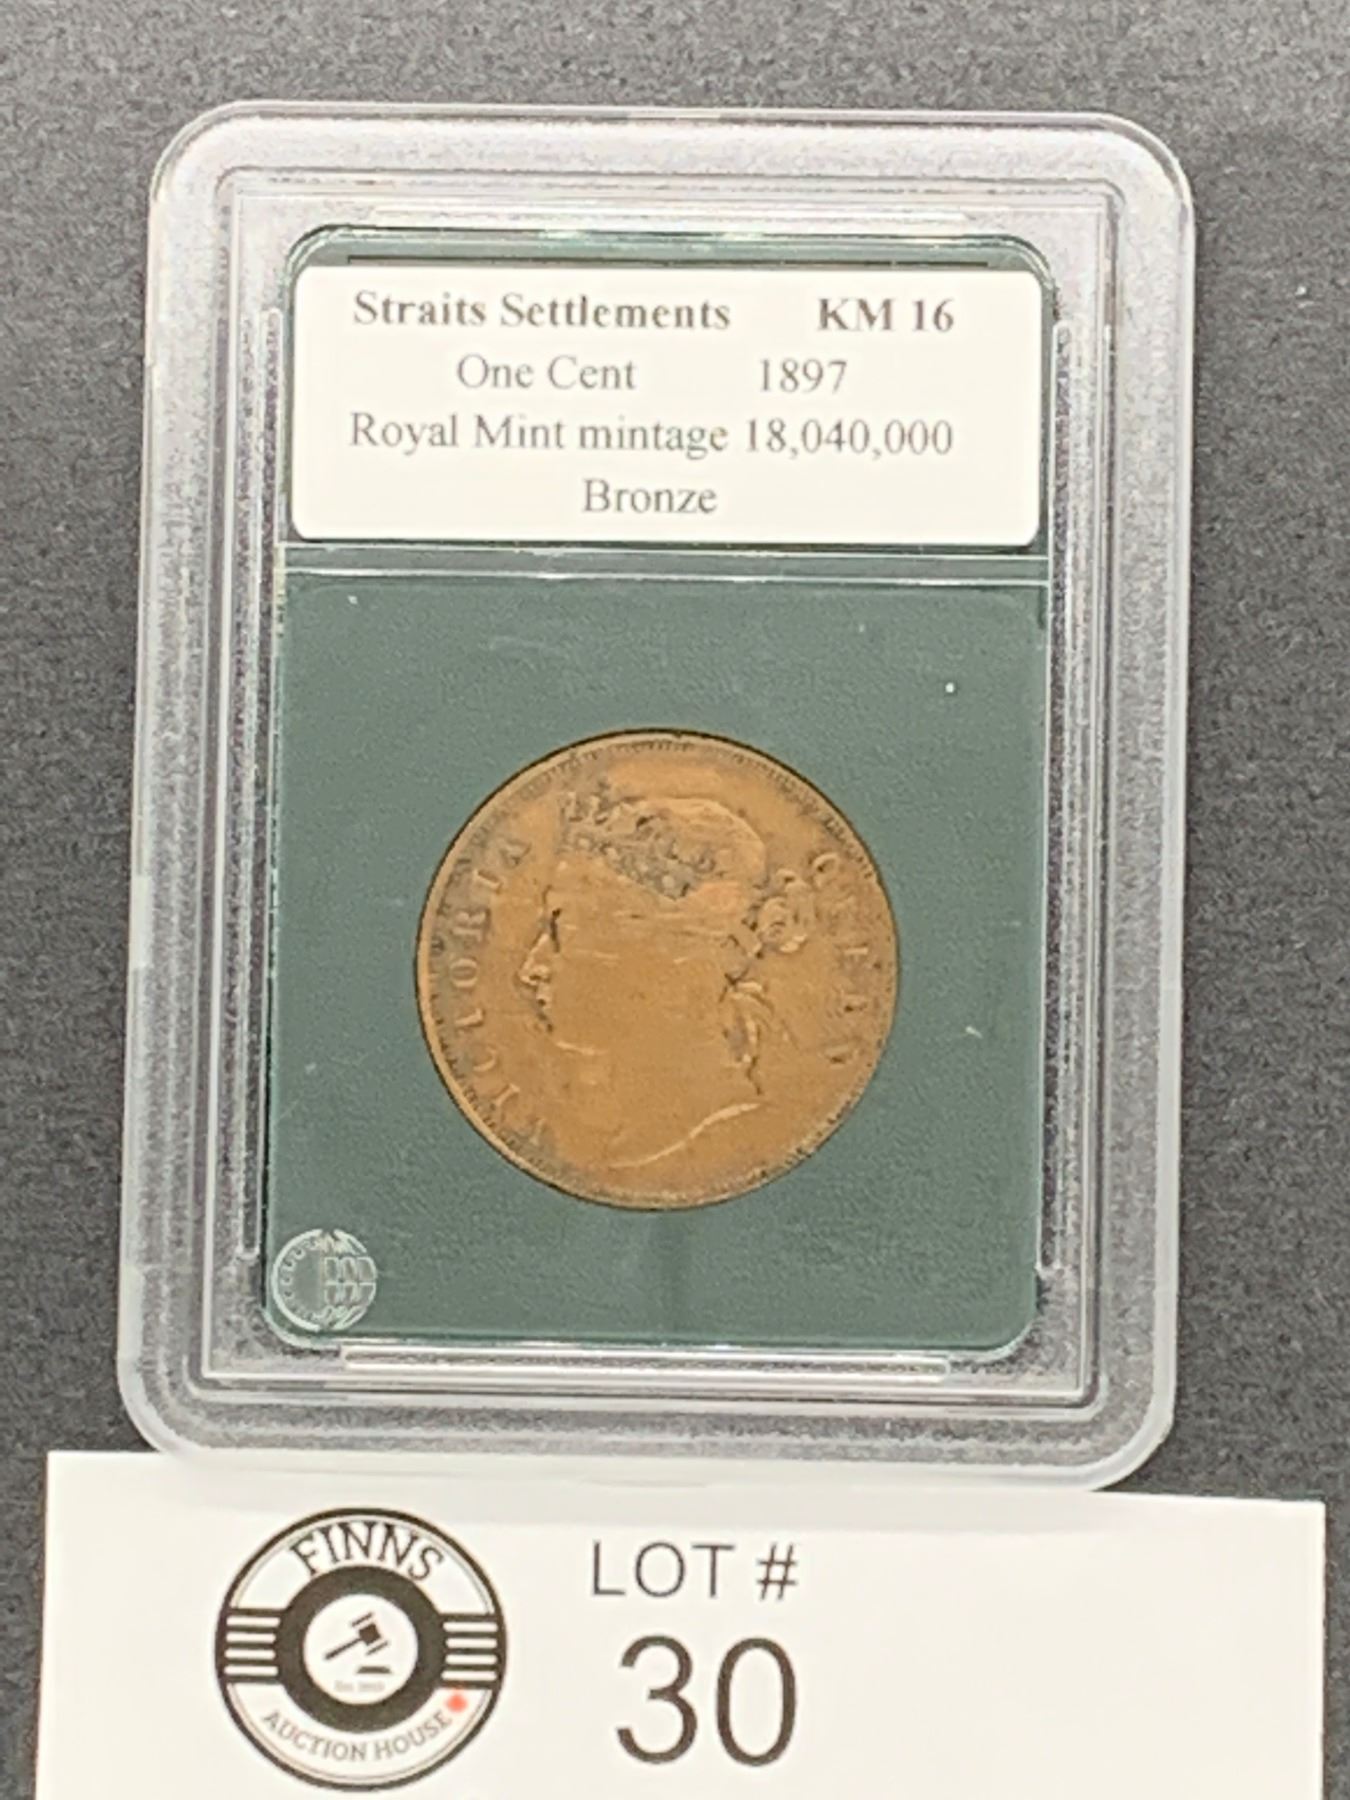 Straits Settlements KM 16
One Cent 1897
Royal Mint mintage 18,040,000
Bronze
VICTORIA QUEEN
FINNS
AUCTION HOUSE
LOT #
30